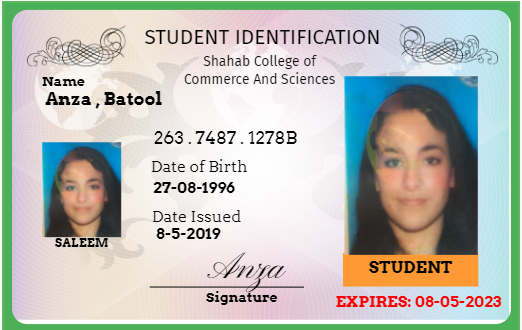 STUDENT IDENTIFICATION
Shahab College of
Commerce And Sciences
Name
Anza , Batool
263.7487.1278B
Date of Birth
27-08-1996
Date Issued
8-5-2019
SALEEM
Anza
Signature
STUDENT
EXPIRES: 08-05-2023